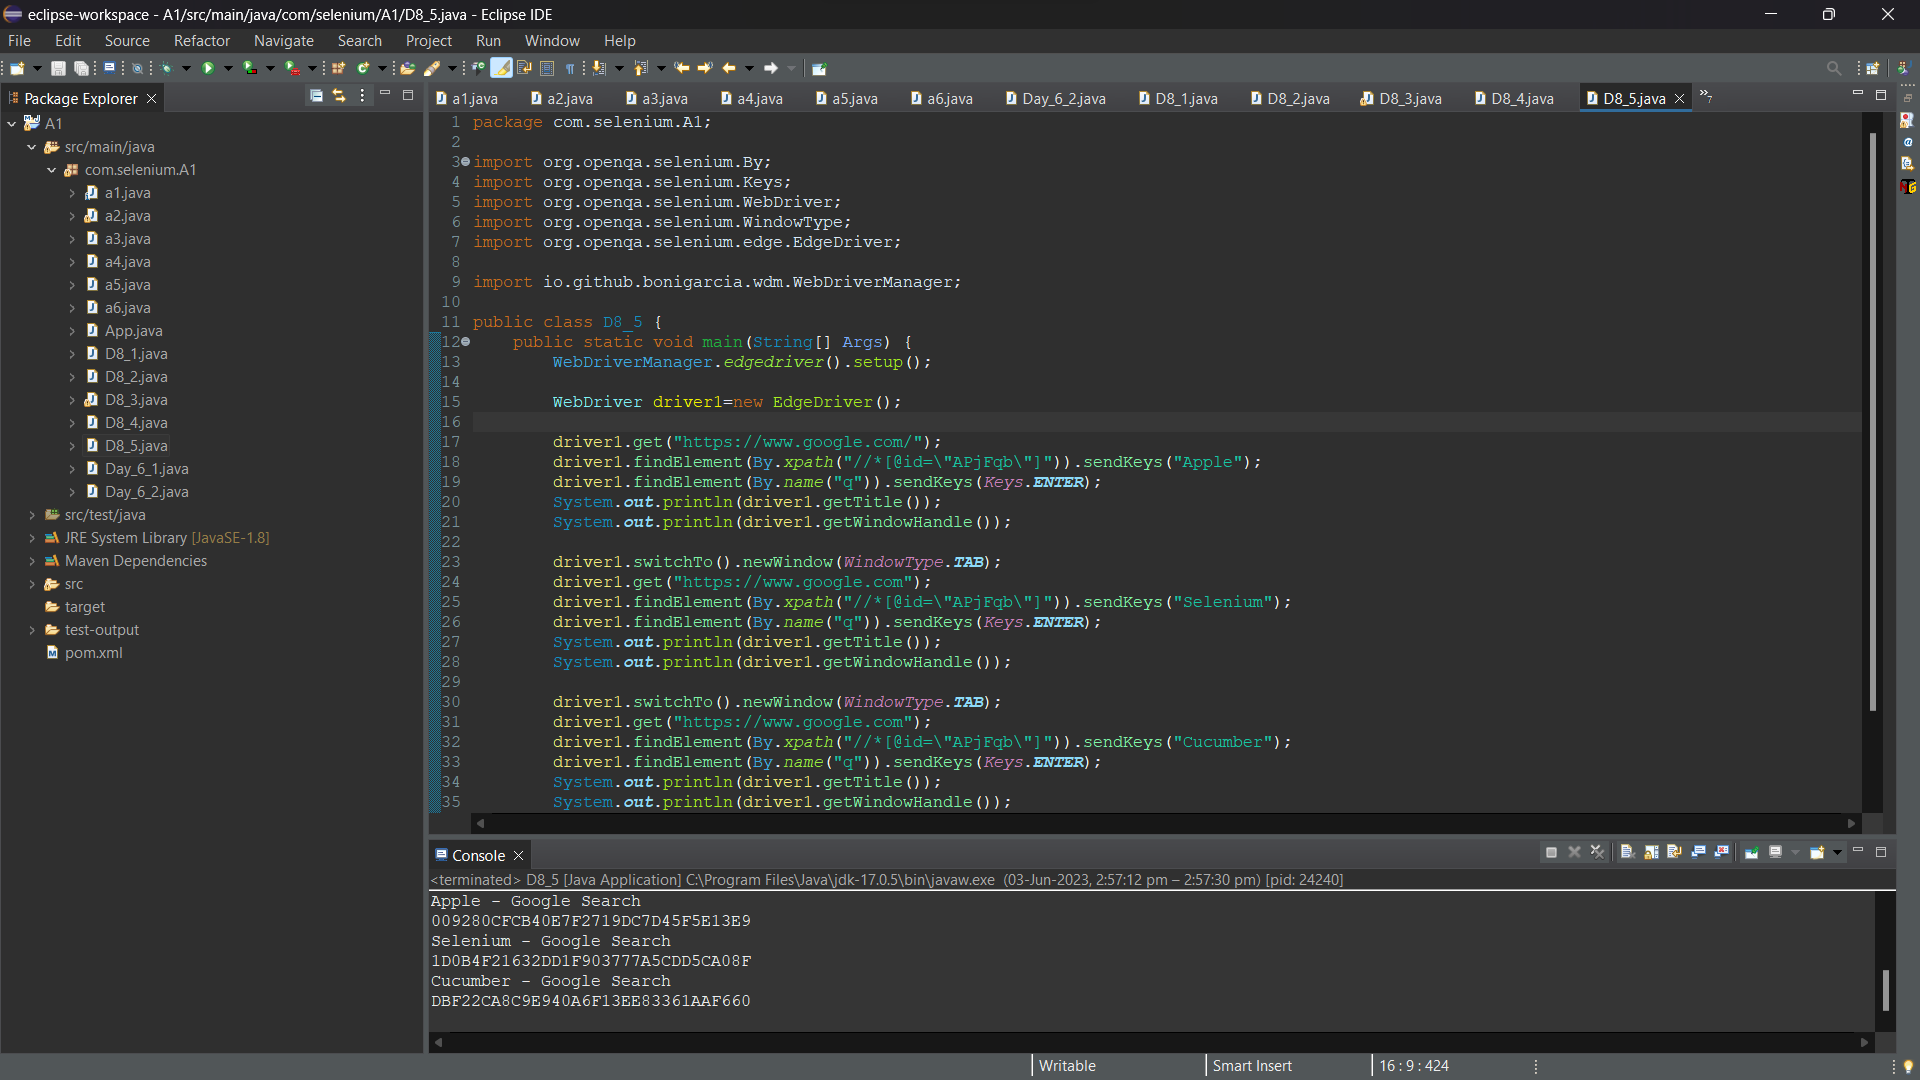 eclipse-workspace - A1/src/main/java/com/selenium/A1/D8_5.java - Eclipse IDE
File Edit Source Refactor Navigate Search Project Run Window Help
Package Explorer
a1.java a2.java a3.java a4.java a5.java a6.java Day_6_2.java D8_1.java D8_2.java D8_3.java D8_4.java D8_5.java »7
A1
src/main/java
com.selenium.A1
a1.java
a2.java
a3.java
a4.java
a5.java
a6.java
App.java
D8_1.java
D8_2.java
D8_3.java
D8_4.java
D8_5.java
Day_6_1.java
Day_6_2.java
src/test/java
JRE System Library [JavaSE-1.8]
Maven Dependencies
src
target
test-output
pom.xml
1 package com.selenium.A1;
2
3 import org.openqa.selenium.By;
4 import org.openqa.selenium.Keys;
5 import org.openqa.selenium.WebDriver;
6 import org.openqa.selenium.WindowType;
7 import org.openqa.selenium.edge.EdgeDriver;
8
9 import io.github.bonigarcia.wdm.WebDriverManager;
10
11 public class D8_5 {
12 public static void main(String[] Args) {
13 WebDriverManager.edgedriver().setup();
14
15 WebDriver driver1=new EdgeDriver();
16
17 driver1.get("https://www.google.com/");
18 driver1.findElement(By.xpath("//*[@id=\"APjFqb\"]")).sendKeys("Apple");
19 driver1.findElement(By.name("q")).sendKeys(Keys.ENTER);
20 System.out.println(driver1.getTitle());
21 System.out.println(driver1.getWindowHandle());
22
23 driver1.switchTo().newWindow(WindowType.TAB);
24 driver1.get("https://www.google.com");
25 driver1.findElement(By.xpath("//*[@id=\"APjFqb\"]")).sendKeys("Selenium");
26 driver1.findElement(By.name("q")).sendKeys(Keys.ENTER);
27 System.out.println(driver1.getTitle());
28 System.out.println(driver1.getWindowHandle());
29
30 driver1.switchTo().newWindow(WindowType.TAB);
31 driver1.get("https://www.google.com");
32 driver1.findElement(By.xpath("//*[@id=\"APjFqb\"]")).sendKeys("Cucumber");
33 driver1.findElement(By.name("q")).sendKeys(Keys.ENTER);
34 System.out.println(driver1.getTitle());
35 System.out.println(driver1.getWindowHandle());
Console
<terminated> D8_5 [Java Application] C:\Program Files\Java\jdk-17.0.5\bin\javaw.exe (03-Jun-2023, 2:57:12 pm – 2:57:30 pm) [pid: 24240]
Apple - Google Search
009280CFCB40E7F2719DC7D45F5E13E9
Selenium - Google Search
1D0B4F21632DD1F903777A5CDD5CA08F
Cucumber - Google Search
DBF22CA8C9E940A6F13EE83361AAF660
Writable Smart Insert 16 : 9 : 424